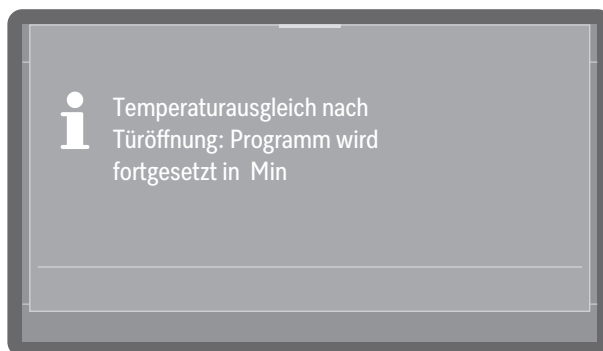 Temperaturausgleich nach
Türöffnung: Programm wird
fortgesetzt in  Min